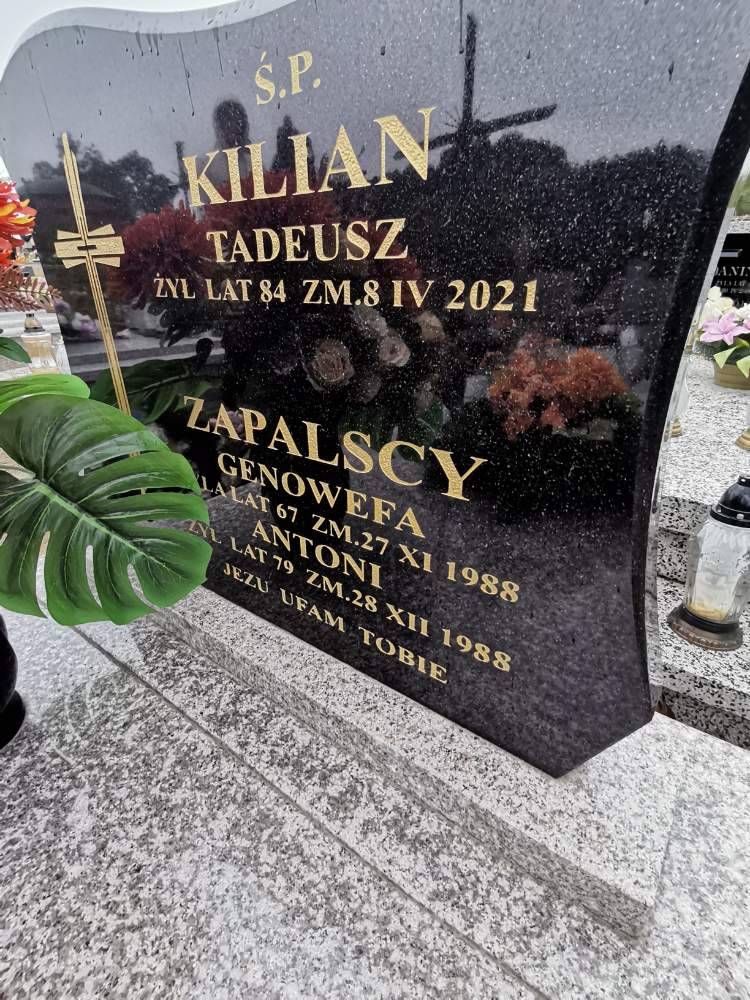 Ś.P.
KILIAN
TADEUSZ
ŻYŁ LAT 84 ZM.8 IV 2021
ZAPALSCY
GENOWEFA
LAT 67 ZM.27 XI 1988
ANTONI
ŻYŁ LAT 79 ZM.28 XII 1988
JEZU UFAM TOBIE